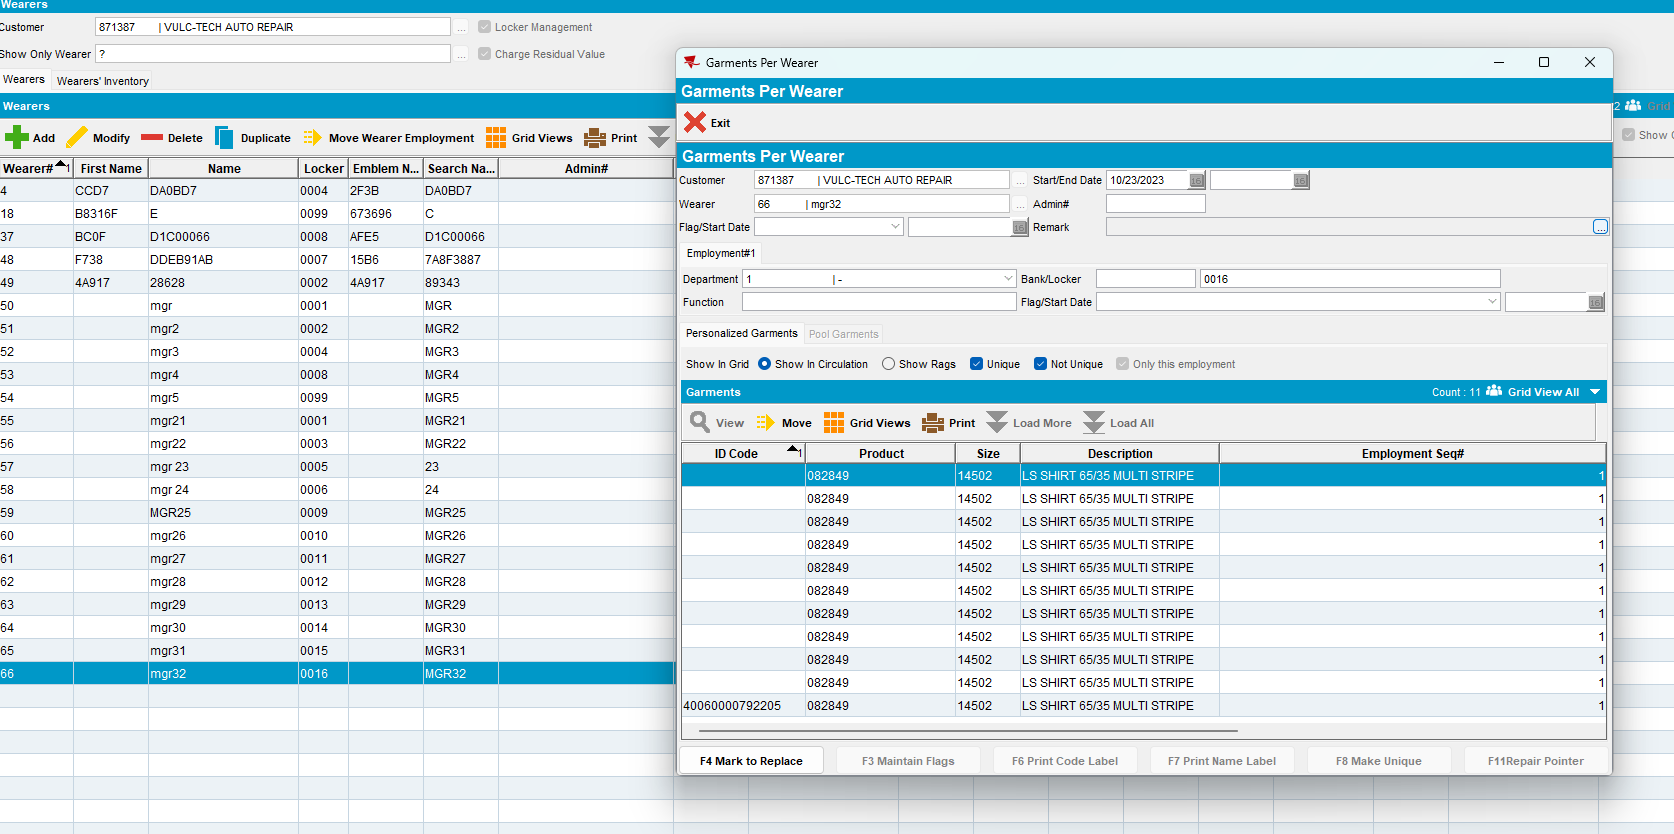 Wearers
Customer 871387 | VULC-TECH AUTO REPAIR ... Locker Management
Show Only Wearer ? ... Charge Residual Value
Wearers Wearers' Inventory
Wearers
Add Modify Delete Duplicate Move Wearer Employment Grid Views Print
Wearer# 1 First Name Name Locker Emblem N... Search Na... Admin#
4 CCD7 DA0BD7 0004 2F3B DA0BD7
18 B8316F E 0099 673696 C
37 BC0F D1C00066 0008 AFE5 D1C00066
48 F738 DDEB91AB 0007 15B6 7A8F3887
49 4A917 28628 0002 4A917 89343
50 mgr 0001 MGR
51 mgr2 0002 MGR2
52 mgr3 0004 MGR3
53 mgr4 0008 MGR4
54 mgr5 0099 MGR5
55 mgr21 0001 MGR21
56 mgr22 0003 MGR22
57 mgr 23 0005 23
58 mgr 24 0006 24
59 MGR25 0009 MGR25
60 mgr26 0010 MGR26
61 mgr27 0011 MGR27
62 mgr28 0012 MGR28
63 mgr29 0013 MGR29
64 mgr30 0014 MGR30
65 mgr31 0015 MGR31
66 mgr32 0016 MGR32
2 Grid
Show
Garments Per Wearer
Garments Per Wearer
Exit
Garments Per Wearer
Customer 871387 | VULC-TECH AUTO REPAIR ... Start/End Date 10/23/2023 16 16
Wearer 66 | mgr32 ... Admin#
Flag/Start Date 16 Remark ...
Employment#1
Department 1 | - Bank/Locker 0016
Function Flag/Start Date 16
Personalized Garments Pool Garments
Show In Grid Show In Circulation Show Rags Unique Not Unique Only this employment
Garments Count : 11 Grid View All
View Move Grid Views Print Load More Load All
ID Code 1 Product Size Description Employment Seq#
082849 14502 LS SHIRT 65/35 MULTI STRIPE 1
082849 14502 LS SHIRT 65/35 MULTI STRIPE 1
082849 14502 LS SHIRT 65/35 MULTI STRIPE 1
082849 14502 LS SHIRT 65/35 MULTI STRIPE 1
082849 14502 LS SHIRT 65/35 MULTI STRIPE 1
082849 14502 LS SHIRT 65/35 MULTI STRIPE 1
082849 14502 LS SHIRT 65/35 MULTI STRIPE 1
082849 14502 LS SHIRT 65/35 MULTI STRIPE 1
082849 14502 LS SHIRT 65/35 MULTI STRIPE 1
082849 14502 LS SHIRT 65/35 MULTI STRIPE 1
40060000792205 082849 14502 LS SHIRT 65/35 MULTI STRIPE 1
F4 Mark to Replace F3 Maintain Flags F6 Print Code Label F7 Print Name Label F8 Make Unique F11Repair Pointer